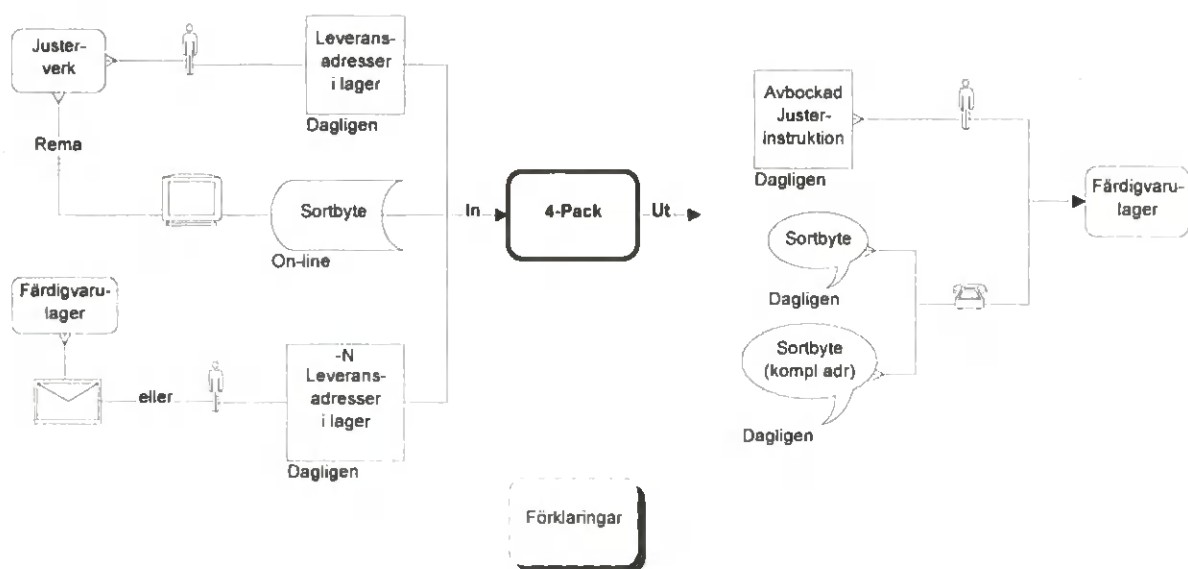 Juster-
verk
Leverans-
adresser
i lager
Dagligen
Rema
Sortbyte
On-line
Färdigvaru-
lager
eller
-N
Leverans-
adresser
i lager
Dagligen
In
4-Pack
Ut
Avbockad
Juster-
instruktion
Dagligen
Sortbyte
Dagligen
Sortbyte
(kompl adr)
Dagligen
Färdigvaru-
lager
Förklaringar